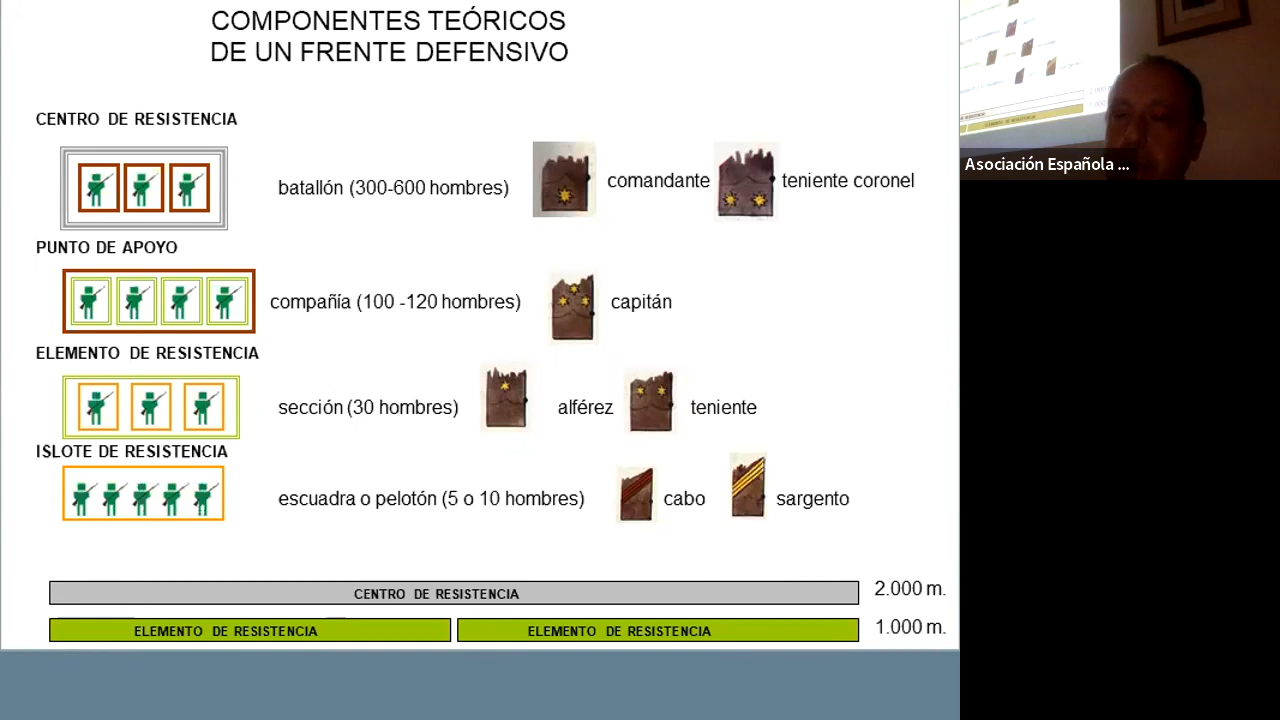 COMPONENTES TEÓRICOS
DE UN FRENTE DEFENSIVO
CENTRO DE RESISTENCIA
batallón (300-600 hombres)
comandante
teniente coronel
PUNTO DE APOYO
compañía (100 -120 hombres)
capitán
ELEMENTO DE RESISTENCIA
sección (30 hombres)
alférez
teniente
ISLOTE DE RESISTENCIA
escuadra o pelotón (5 o 10 hombres)
cabo
sargento
CENTRO DE RESISTENCIA
2.000 m.
ELEMENTO DE RESISTENCIA
ELEMENTO DE RESISTENCIA
1.000 m.
Asociación Española ...